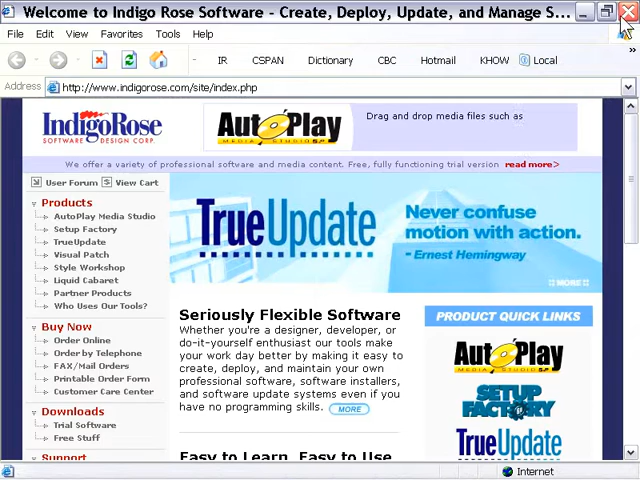 Welcome to Indigo Rose Software - Create, Deploy, Update, and Manage S...
File Edit View Favorites Tools Help
IR CSPAN Dictionary CBC Hotmail KHOW Local
Address http://www.indigorose.com/site/index.php
IndigoRose
SOFTWARE DESIGN CORP.
AutoPlay
MEDIA STUDIO
Drag and drop media files such as
We offer a variety of professional software and media content. Free, fully functioning trial version read more>
User Forum View Cart
Products
AutoPlay Media Studio
Setup Factory
TrueUpdate
Visual Patch
Style Workshop
Liquid Cabaret
Partner Products
Who Uses Our Tools?
Buy Now
Order Online
Order by Telephone
FAX/Mail Orders
Printable Order Form
Customer Care Center
Downloads
Trial Software
Free Stuff
Support
TrueUpdate
Never confuse
motion with action.
- Ernest Hemingway
MORE
Seriously Flexible Software
Whether you're a designer, developer, or
do-it-yourself enthusiast our tools make
your work day better by making it easy to
create, deploy, and maintain your own
professional software, software installers,
and software update systems even if you
have no programming skills. MORE
Easy to Learn, Easy to Use
PRODUCT QUICK LINKS
AutoPlay
MEDIA STUDIO
SETUP
FACTORY
TrueUpdate
Internet